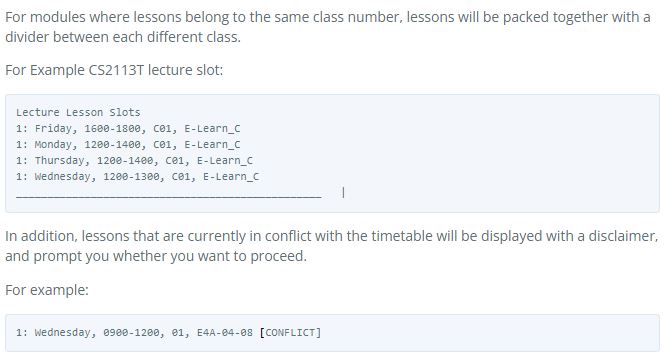 For modules where lessons belong to the same class number, lessons will be packed together with a
divider between each different class.
For Example CS2113T lecture slot:
Lecture Lesson Slots
1: Friday, 1600-1800, C01, E-Learn_C
1: Monday, 1200-1400, C01, E-Learn_C
1: Thursday, 1200-1400, C01, E-Learn_C
1: Wednesday, 1200-1300, C01, E-Learn_C
_________________________________________________ |
In addition, lessons that are currently in conflict with the timetable will be displayed with a disclaimer,
and prompt you whether you want to proceed.
For example:
1: Wednesday, 0900-1200, 01, E4A-04-08 [CONFLICT]